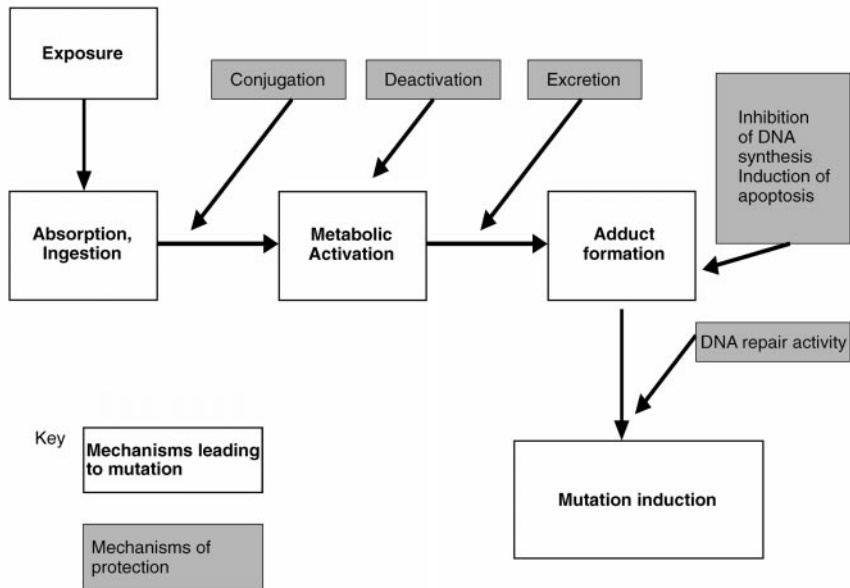 Exposure
Conjugation
Deactivation
Excretion
Inhibition
of DNA
synthesis
Induction of
apoptosis
Absorption,
Ingestion
Metabolic
Activation
Adduct
formation
DNA repair activity
Key
Mechanisms leading
to mutation
Mutation induction
Mechanisms of
protection